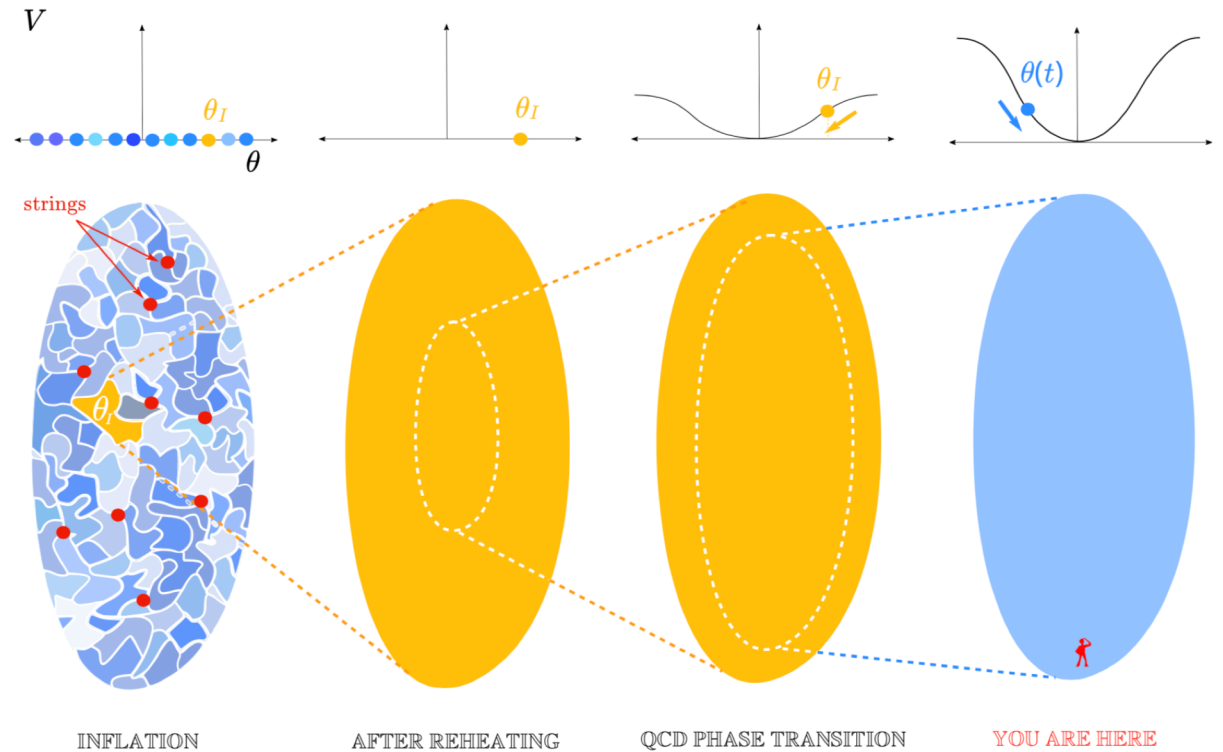 V
θ_I
θ_I
θ_I
θ(t)
θ
strings
θ_I
INFLATION
AFTER REHEATING
QCD PHASE TRANSITION
YOU ARE HERE